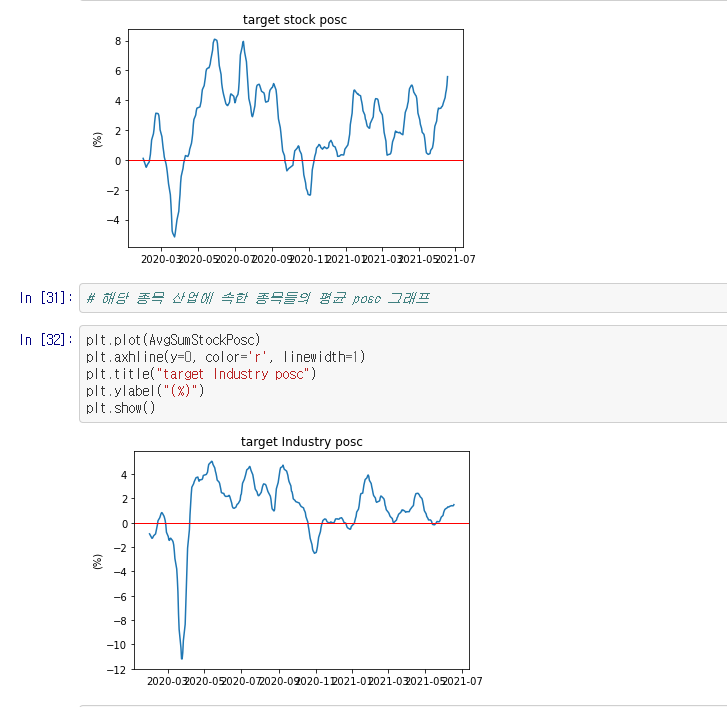 target stock posc
8
6
4
2
0
−2
−4
(%)
2020-03 2020-05 2020-07 2020-09 2020-11 2021-01 2021-03 2021-05 2021-07
In [31]: # 해당 종목 산업에 속한 종목들의 평균 posc 그래프
In [32]: plt.plot(AvgSumStockPosc)
plt.axhline(y=0, color='r', linewidth=1)
plt.title("target Industry posc")
plt.ylabel("(%)")
plt.show()
target Industry posc
4
2
0
−2
−4
−6
−8
−10
−12
(%)
2020-03 2020-05 2020-07 2020-09 2020-11 2021-01 2021-03 2021-05 2021-07